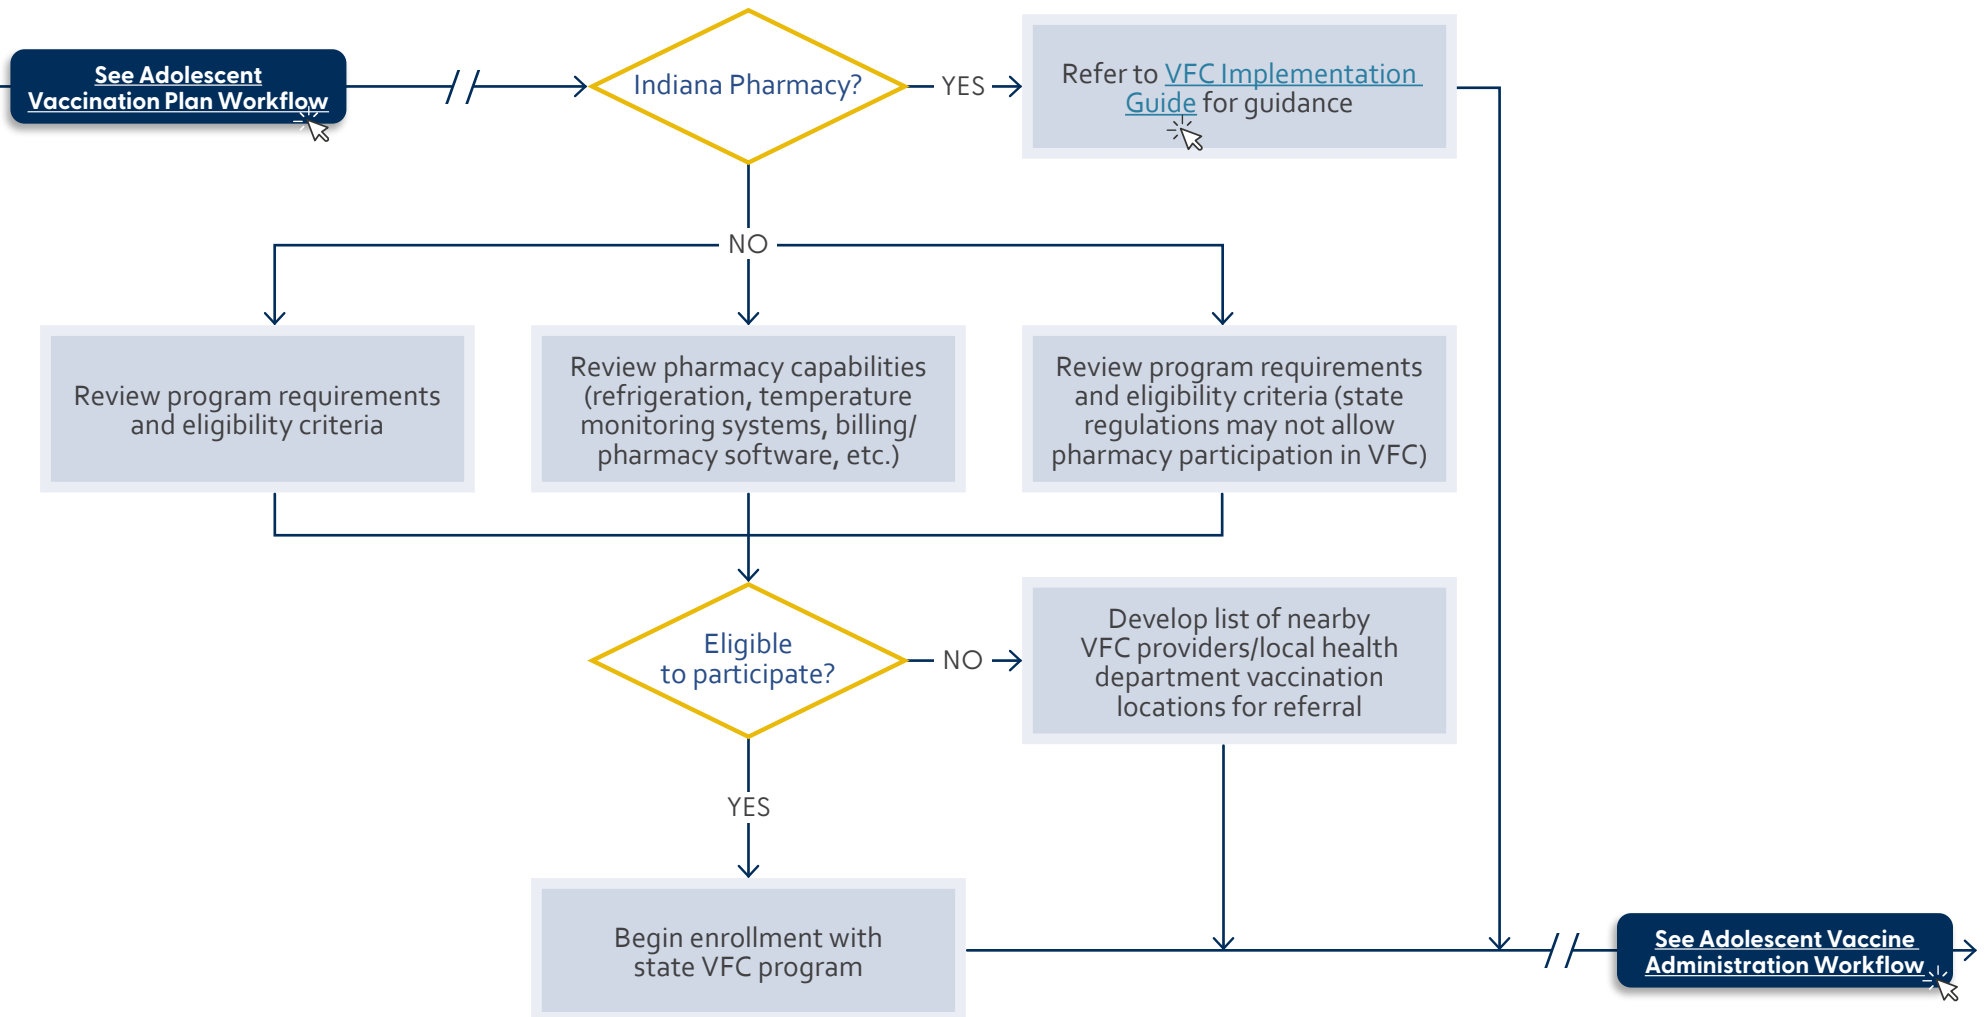 See Adolescent
Vaccination Plan Workflow
Indiana Pharmacy?
YES
Refer to VFC Implementation
Guide for guidance
NO
Review program requirements
and eligibility criteria
Review pharmacy capabilities
(refrigeration, temperature
monitoring systems, billing/
pharmacy software, etc.)
Review program requirements
and eligibility criteria (state
regulations may not allow
pharmacy participation in VFC)
Eligible
to participate?
NO
Develop list of nearby
VFC providers/local health
department vaccination
locations for referral
YES
Begin enrollment with
state VFC program
See Adolescent Vaccine
Administration Workflow